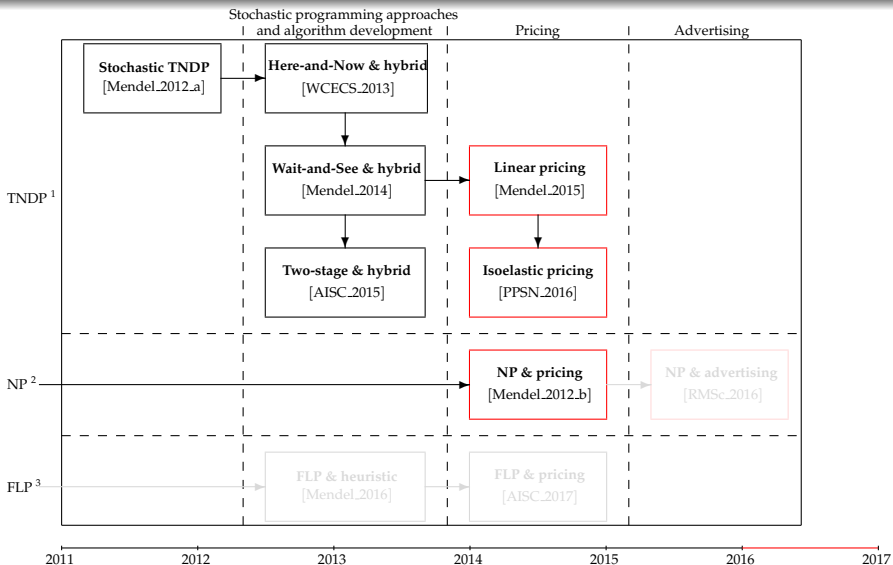 Stochastic programming approaches
and algorithm development
Pricing
Advertising
Stochastic TNDP
[Mendel_2012_a]
Here-and-Now & hybrid
[WCECS_2013]
TNDP 1
Wait-and-See & hybrid
[Mendel_2014]
Linear pricing
[Mendel_2015]
Two-stage & hybrid
[AISC_2015]
Isoelastic pricing
[PPSN_2016]
NP 2
NP & pricing
[Mendel_2012_b]
NP & advertising
[RMSc_2016]
FLP 3
FLP & heuristic
[Mendel_2016]
FLP & pricing
[AISC_2017]
2011 2012 2013 2014 2015 2016 2017